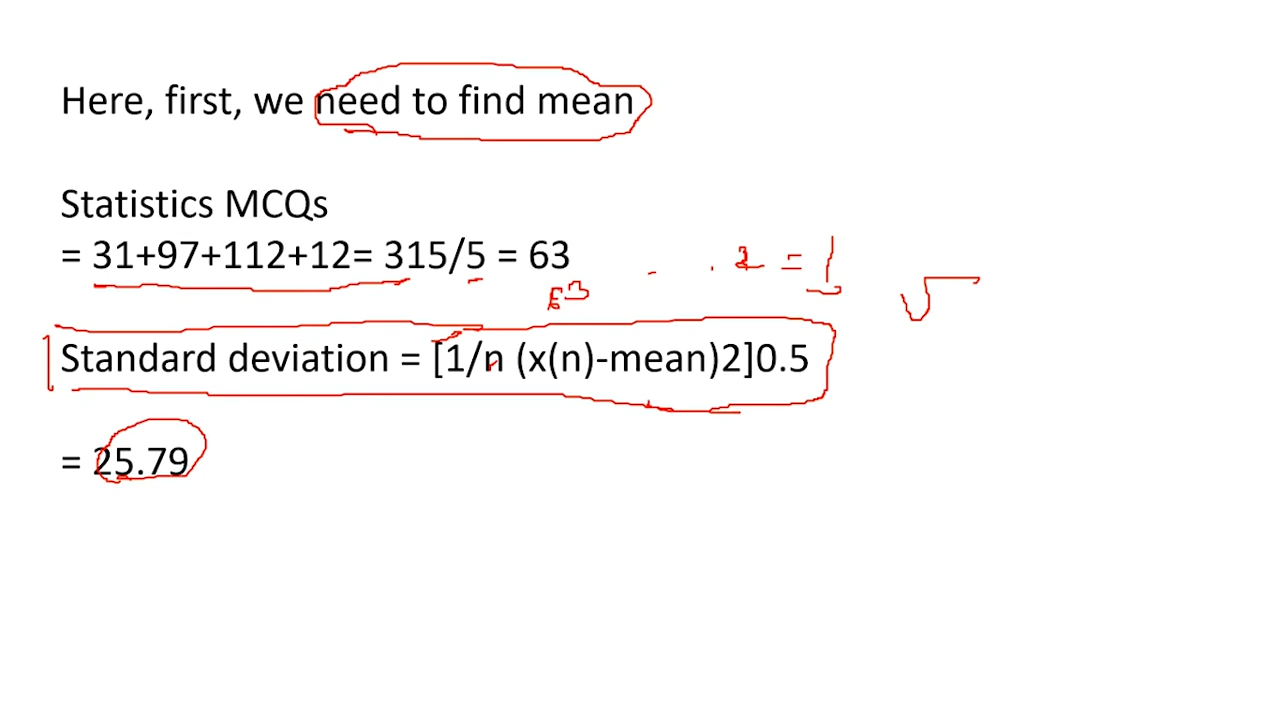 Here, first, we need to find mean
Statistics MCQs
= 31+97+112+12= 315/5 = 63
Standard deviation = [1/n (x(n)-mean)2]0.5
= 25.79